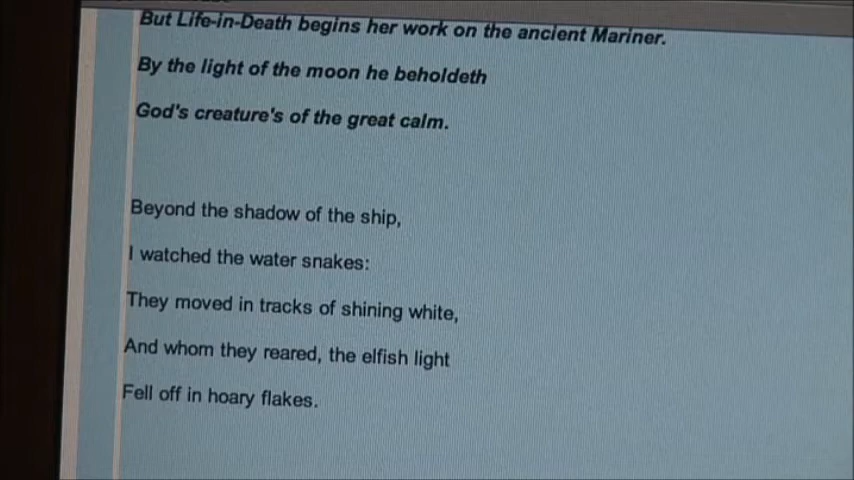 But Life-in-Death begins her work on the ancient Mariner.
By the light of the moon he beholdeth
God's creature's of the great calm.
Beyond the shadow of the ship,
I watched the water snakes:
They moved in tracks of shining white,
And whom they reared, the elfish light
Fell off in hoary flakes.